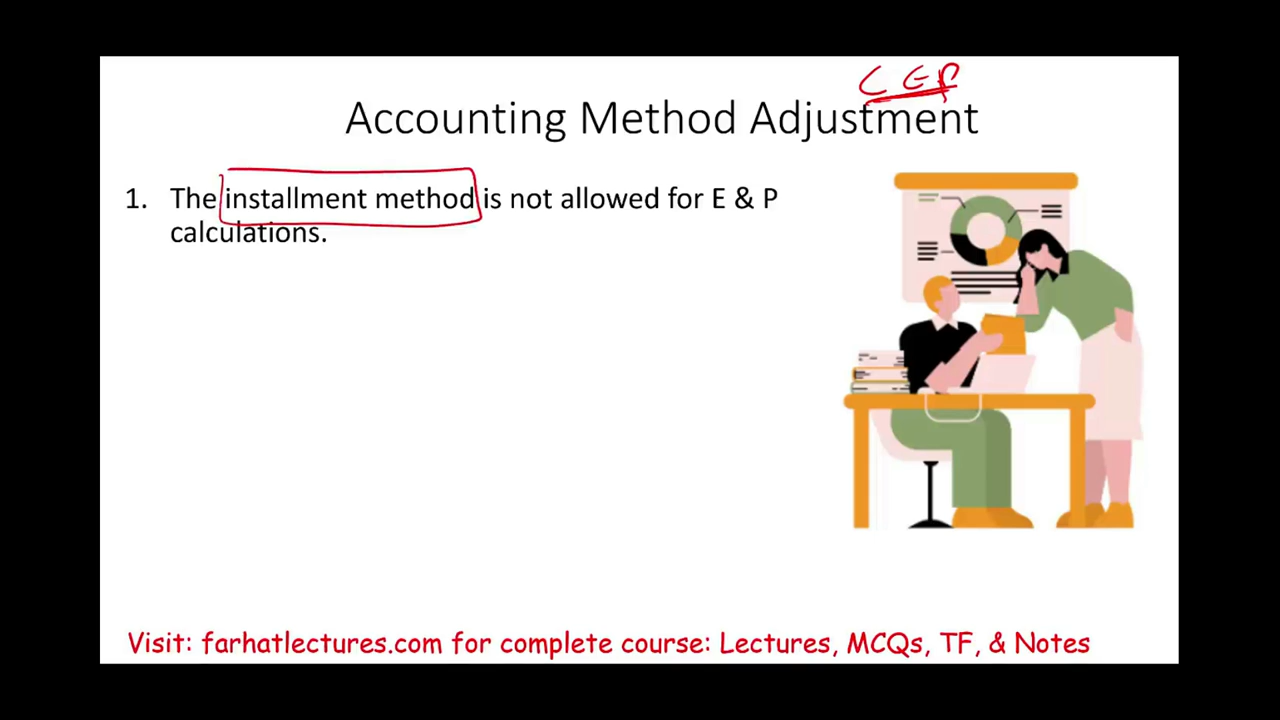 C E P
Accounting Method Adjustment
1. The installment method is not allowed for E & P
calculations.
Visit: farhatlectures.com for complete course: Lectures, MCQs, TF, & Notes